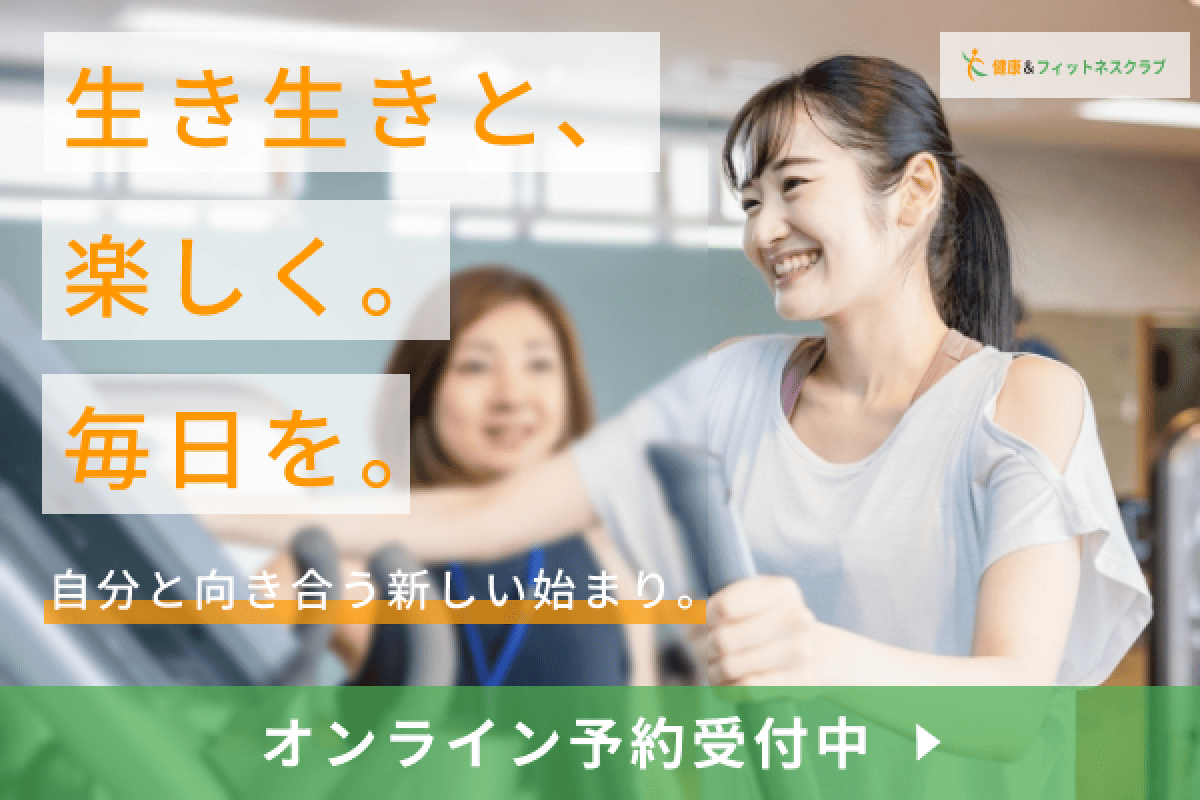 生き生きと、
健康&フィットネスクラブ
楽しく。
毎日を。
自分と向き合う新しい始まり。
オンライン予約受付中 ▶